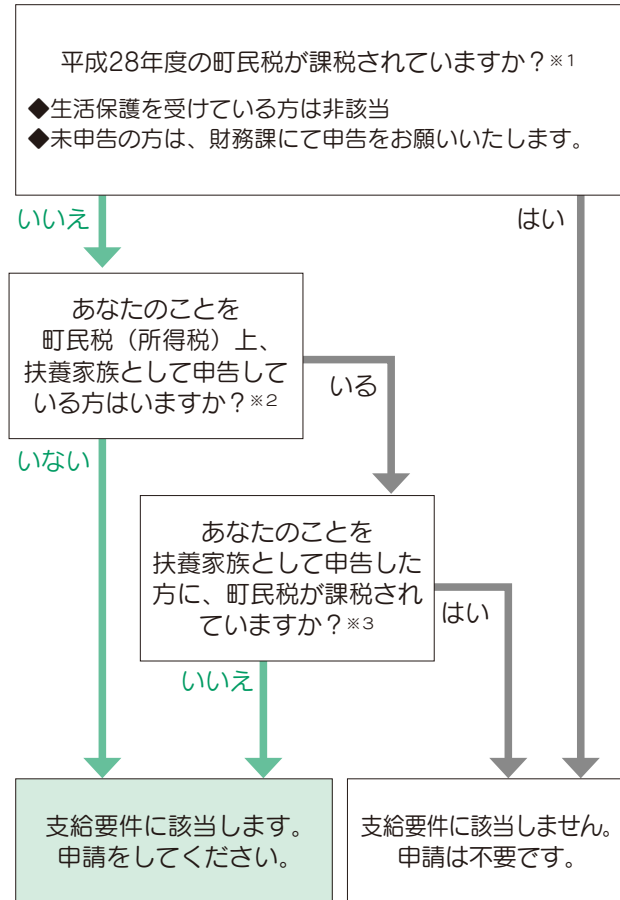 平成28年度の町民税が課税されていますか？※1
◆生活保護を受けている方は非該当
◆未申告の方は、財務課にて申告をお願いいたします。
いいえ
はい
あなたのことを
町民税（所得税）上、
扶養家族として申告して
いる方はいますか？※2
いる
いない
あなたのことを
扶養家族として申告した
方に、町民税が課税され
ていますか？※3
はい
いいえ
支給要件に該当します。
申請をしてください。
支給要件に該当しません。
申請は不要です。